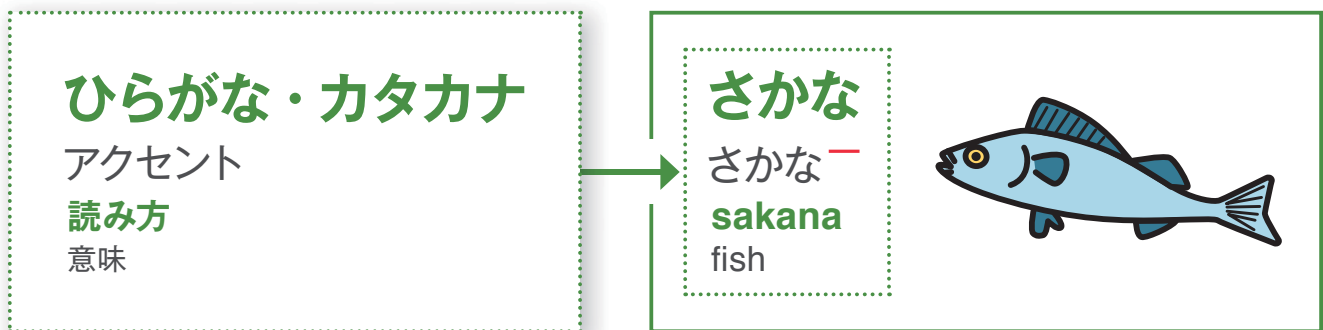 ひらがな・カタカナ
アクセント
読み方
意味
さかな
さかな
sakana
fish